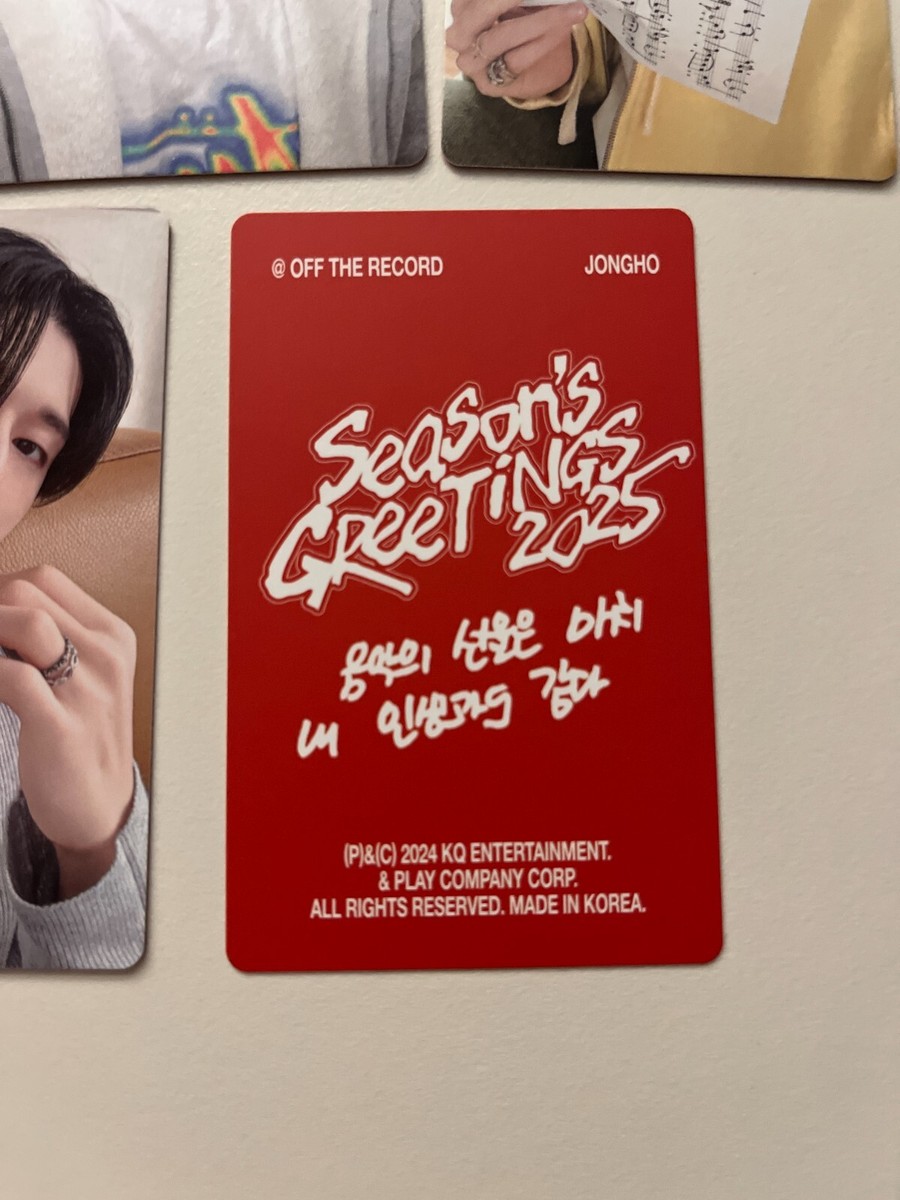 @ OFF THE RECORD
JONGHO
Season's
GReeTiNGS
2025
음악의 선율은 마치
내 인생과도 같다
(P)&(C) 2024 KQ ENTERTAINMENT.
& PLAY COMPANY CORP.
ALL RIGHTS RESERVED. MADE IN KOREA.